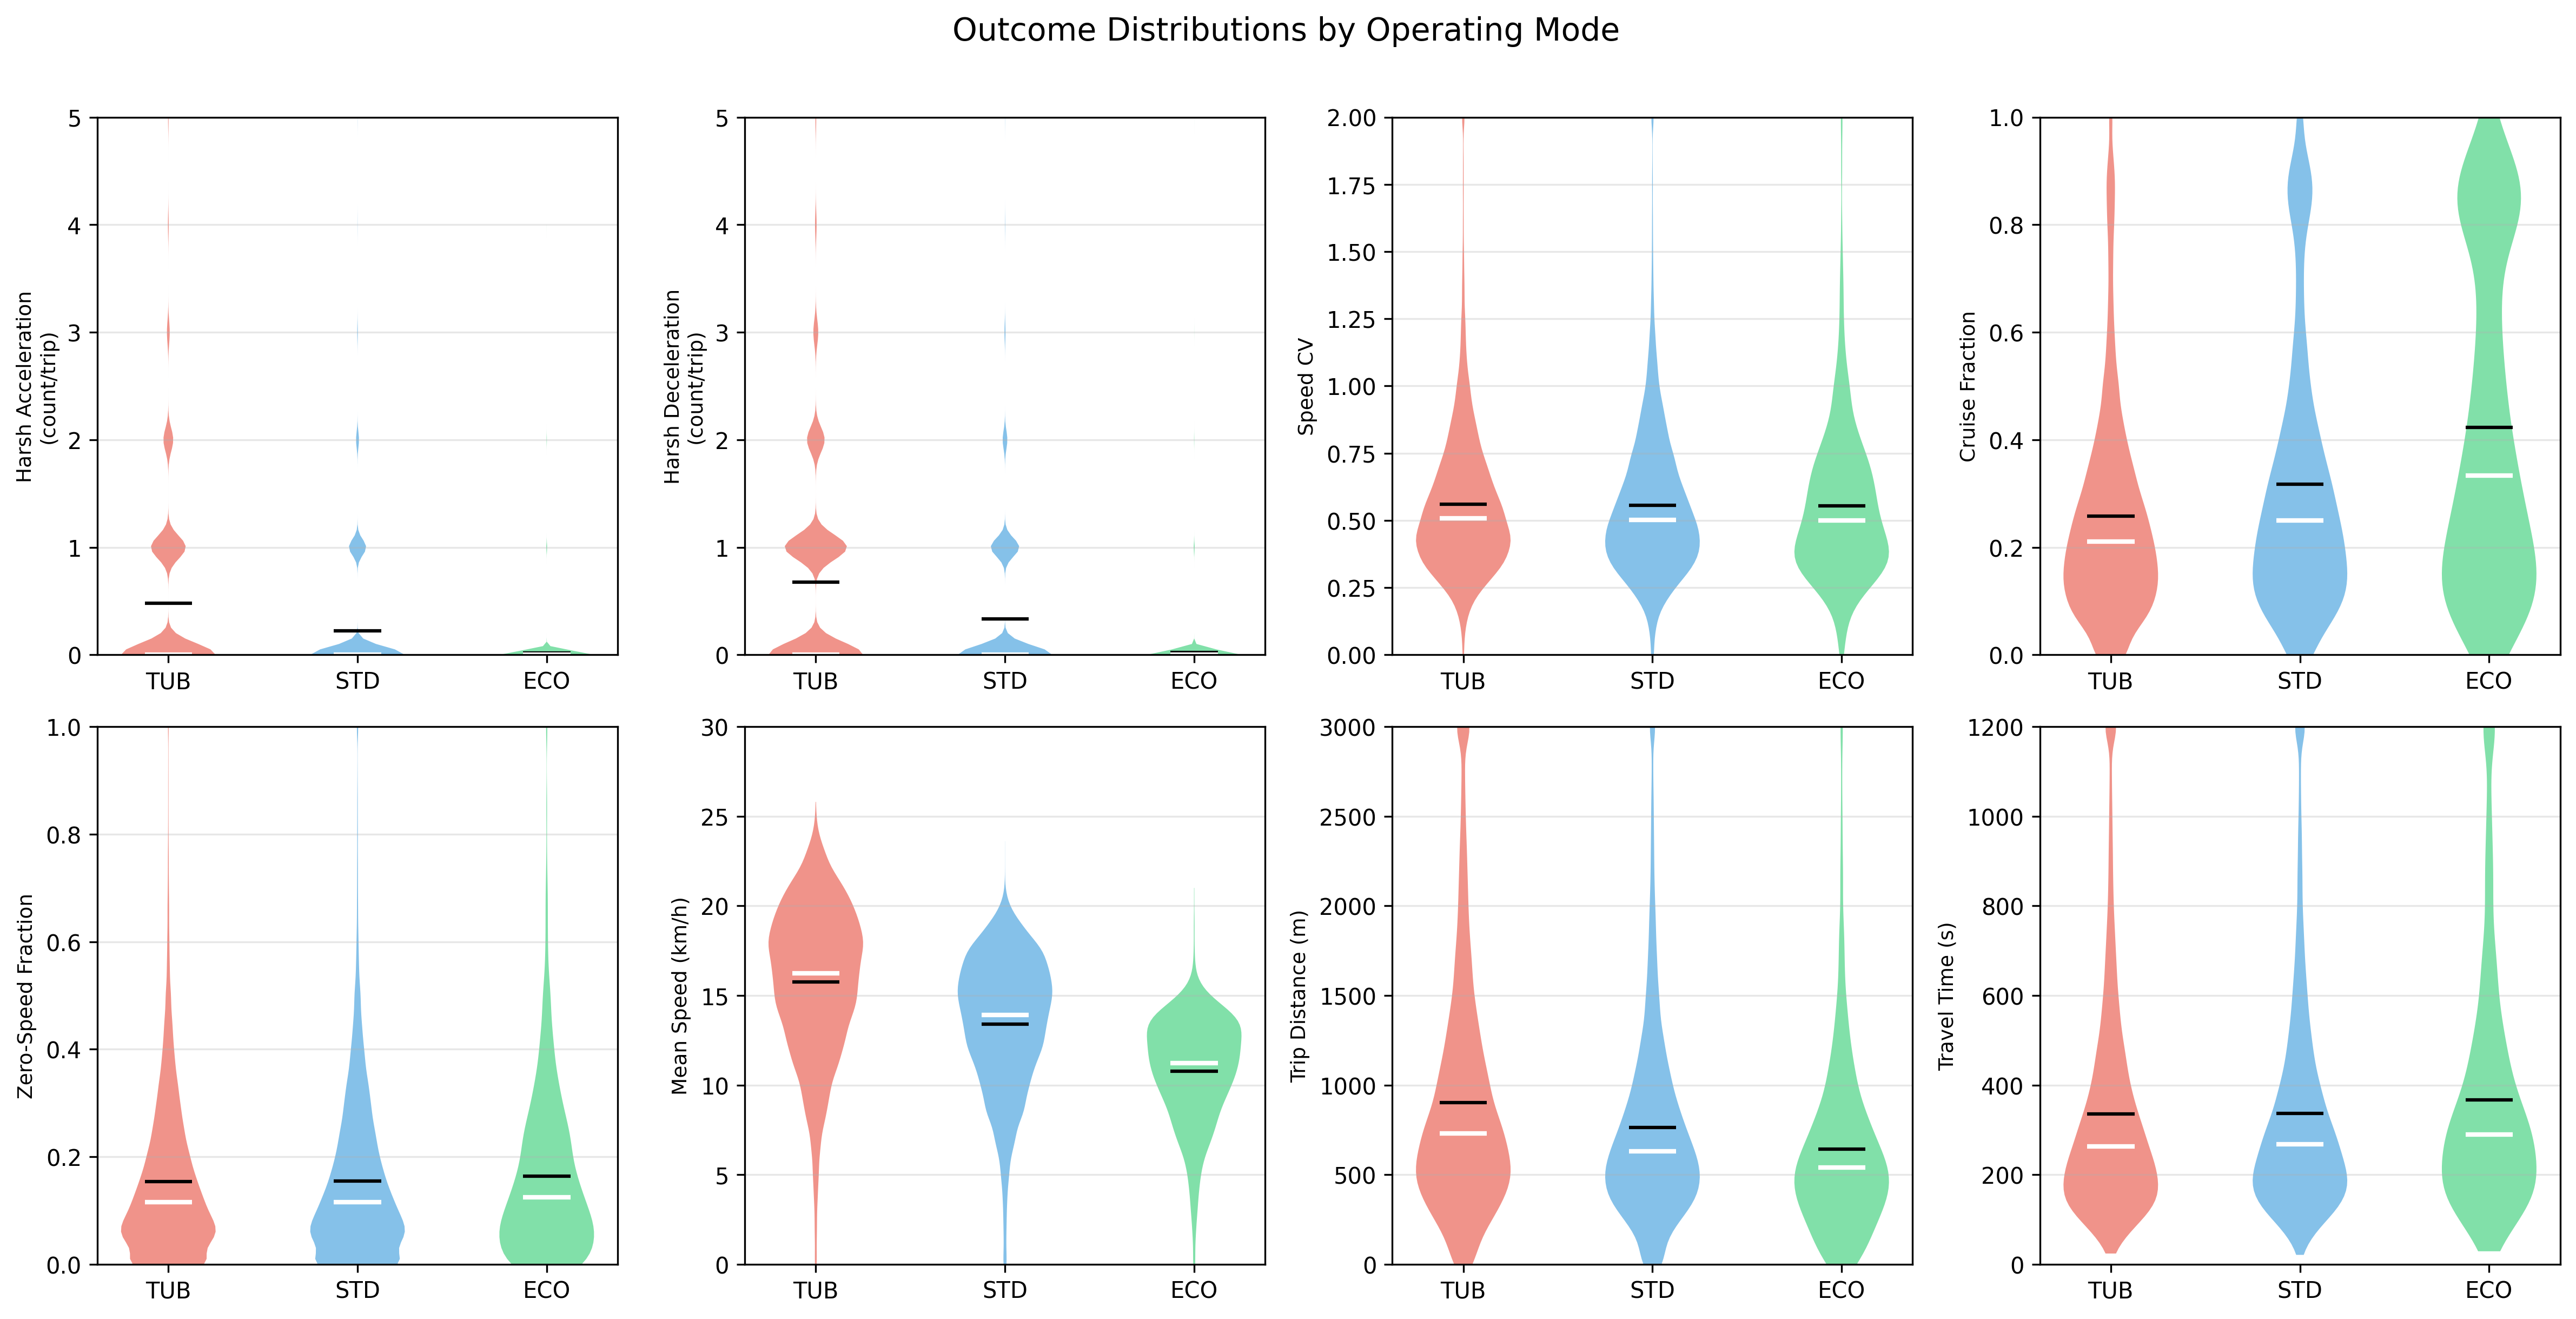 Outcome Distributions by Operating Mode
Harsh Acceleration
(count/trip)
5
4
3
2
1
0
TUB STD ECO
Harsh Deceleration
(count/trip)
5
4
3
2
1
0
TUB STD ECO
Speed CV
2.00
1.75
1.50
1.25
1.00
0.75
0.50
0.25
0.00
TUB STD ECO
Cruise Fraction
1.0
0.8
0.6
0.4
0.2
0.0
TUB STD ECO
Zero-Speed Fraction
1.0
0.8
0.6
0.4
0.2
0.0
TUB STD ECO
Mean Speed (km/h)
30
25
20
15
10
5
0
TUB STD ECO
Trip Distance (m)
3000
2500
2000
1500
1000
500
0
TUB STD ECO
Travel Time (s)
1200
1000
800
600
400
200
0
TUB STD ECO